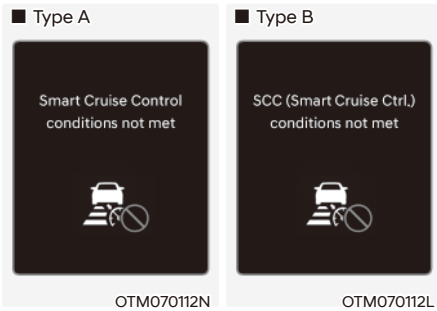 ■ Type A
Smart Cruise Control
conditions not met
OTM070112N
■ Type B
SCC (Smart Cruise Ctrl.)
conditions not met
OTM070112L